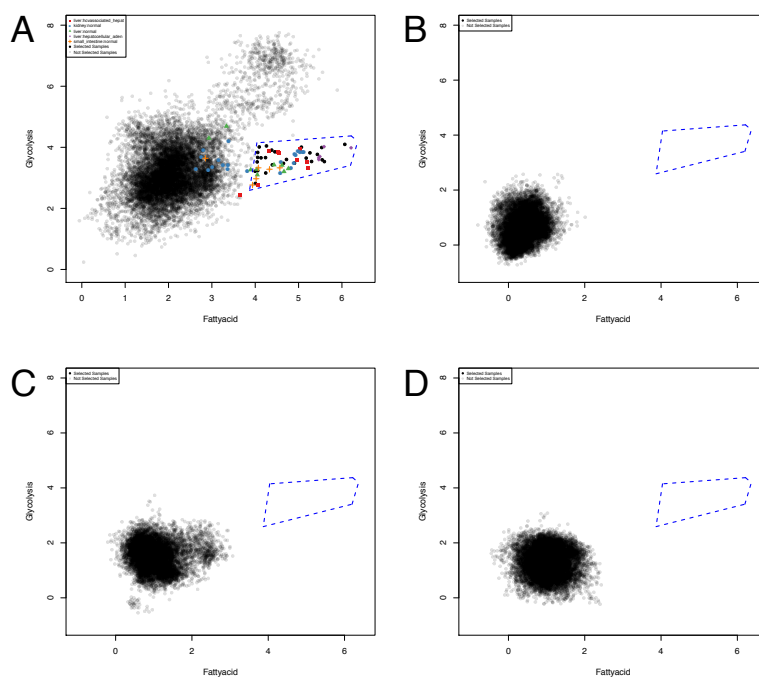 A
liver:hcvassociated_hepat
kidney:normal
liver:normal
liver:hepatocellular_aden
small_intestine:normal
Selected Samples
Not Selected Samples
Glycolysis
0 2 4 6 8
0 1 2 3 4 5 6
Fattyacid
B
Selected Samples
Not Selected Samples
Glycolysis
0 2 4 6 8
0 2 4 6
Fattyacid
C
Selected Samples
Not Selected Samples
Glycolysis
0 2 4 6 8
0 2 4 6
Fattyacid
D
Selected Samples
Not Selected Samples
Glycolysis
0 2 4 6 8
0 2 4 6
Fattyacid